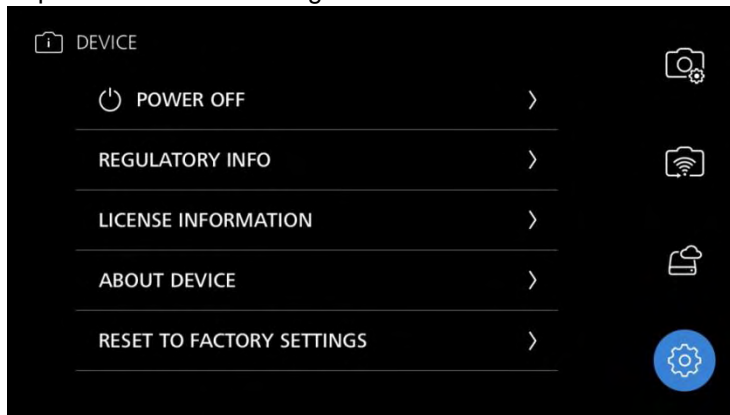 DEVICE
POWER OFF
REGULATORY INFO
LICENSE INFORMATION
ABOUT DEVICE
RESET TO FACTORY SETTINGS